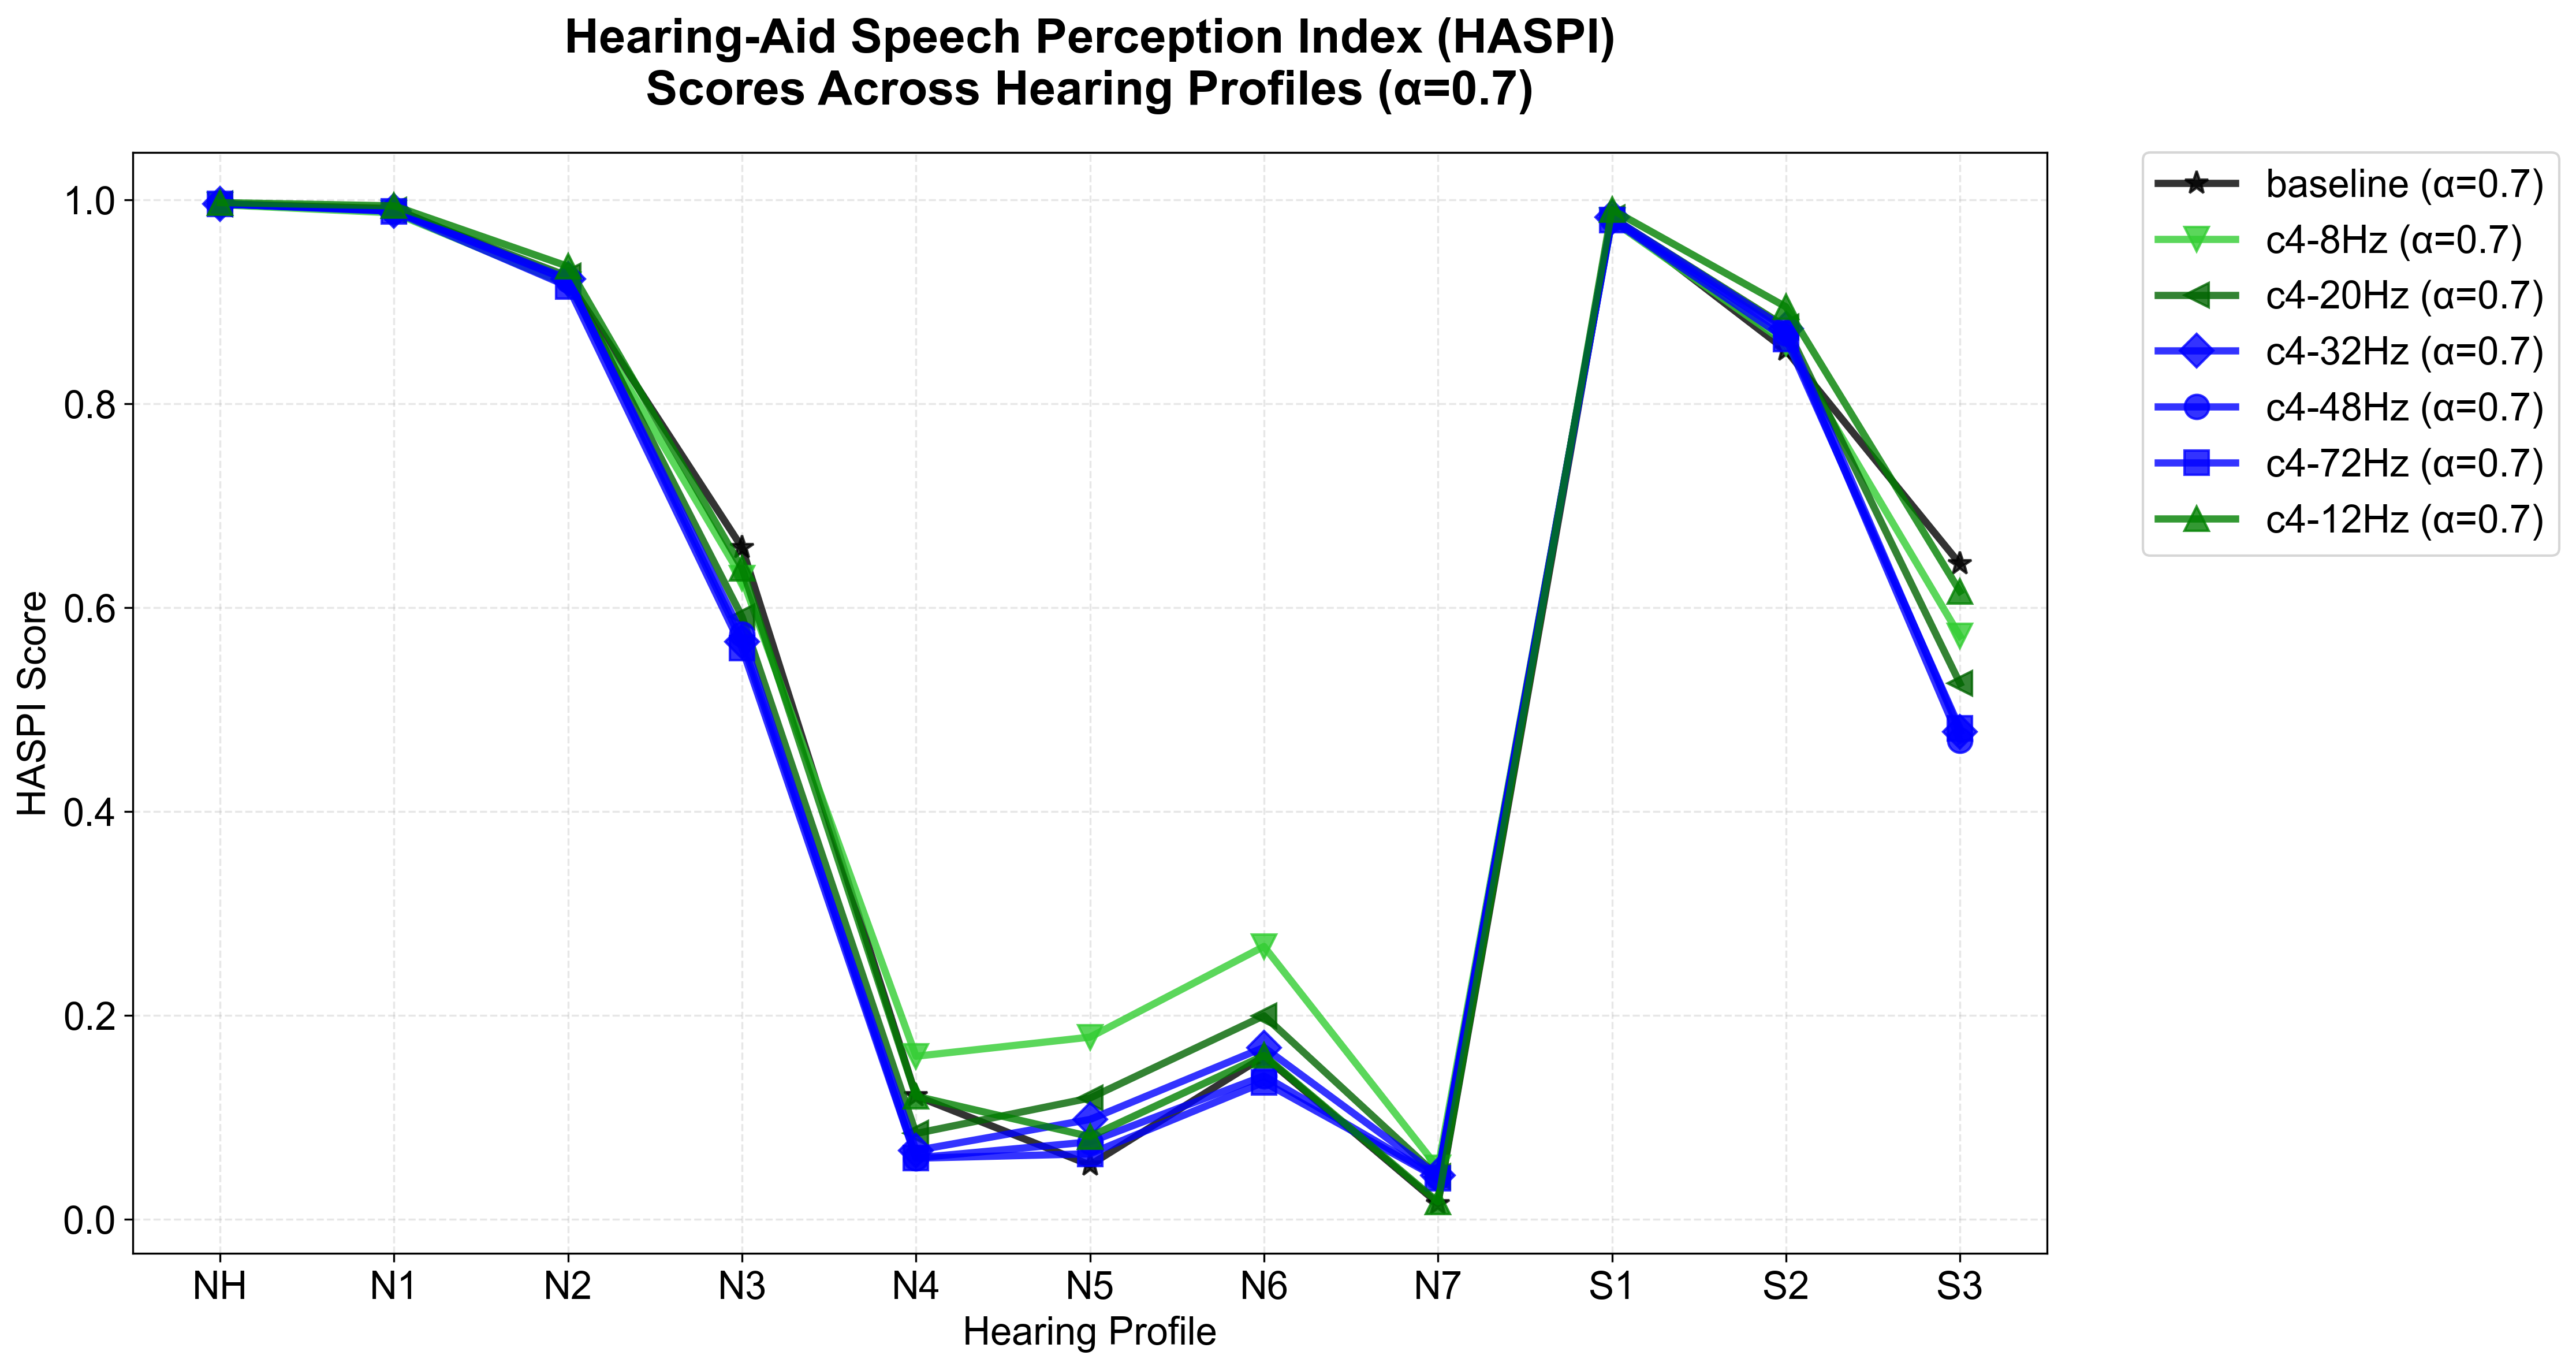 Hearing-Aid Speech Perception Index (HASPI)
Scores Across Hearing Profiles (α=0.7)
HASPI Score
1.0
0.8
0.6
0.4
0.2
0.0
NH N1 N2 N3 N4 N5 N6 N7 S1 S2 S3
Hearing Profile
baseline (α=0.7)
c4-8Hz (α=0.7)
c4-20Hz (α=0.7)
c4-32Hz (α=0.7)
c4-48Hz (α=0.7)
c4-72Hz (α=0.7)
c4-12Hz (α=0.7)